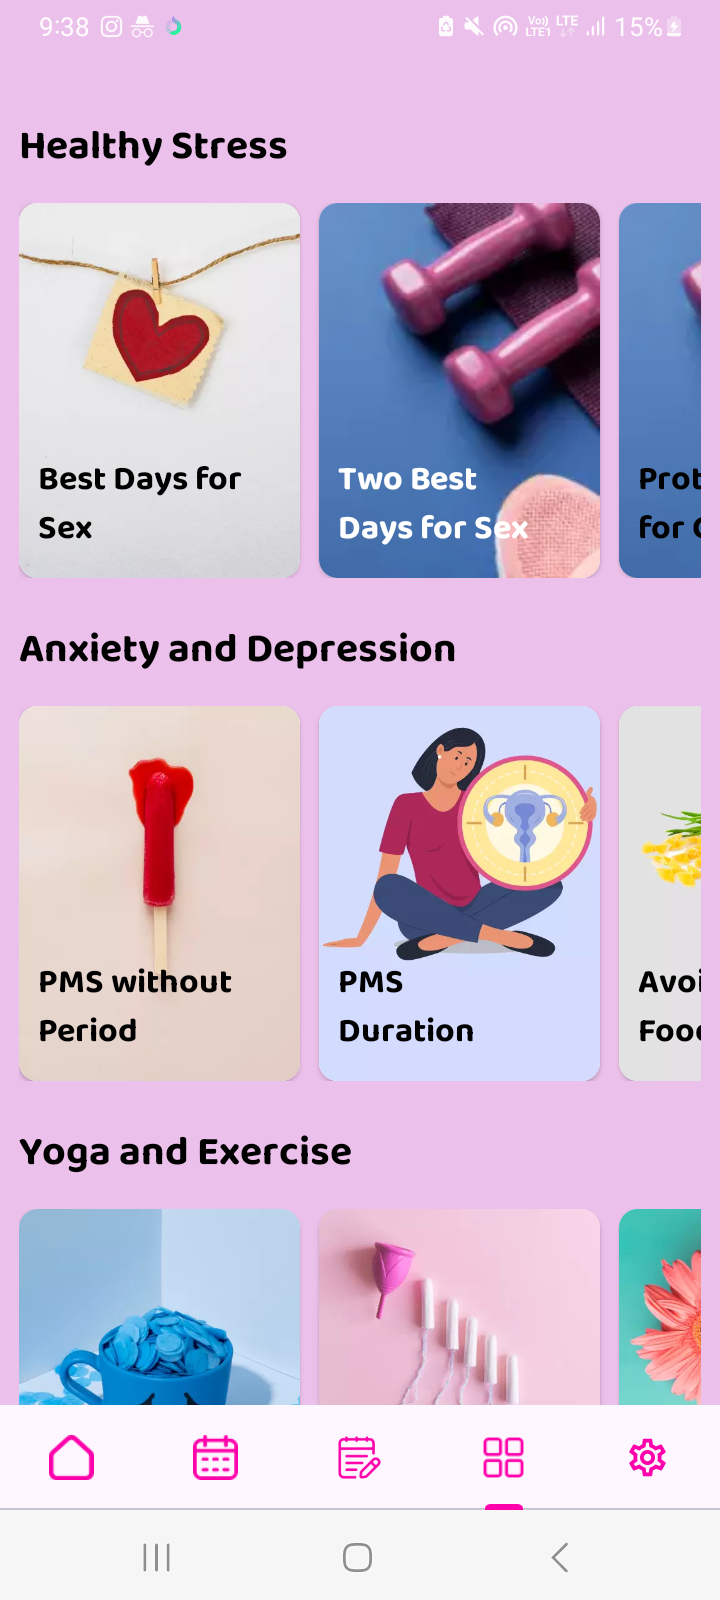 9:38
Vo))
LTE1
LTE
15%
Healthy Stress
Best Days for
Sex
Two Best
Days for Sex
Prot
for
Anxiety and Depression
PMS without
Period
PMS
Duration
Avoi
Foo
Yoga and Exercise